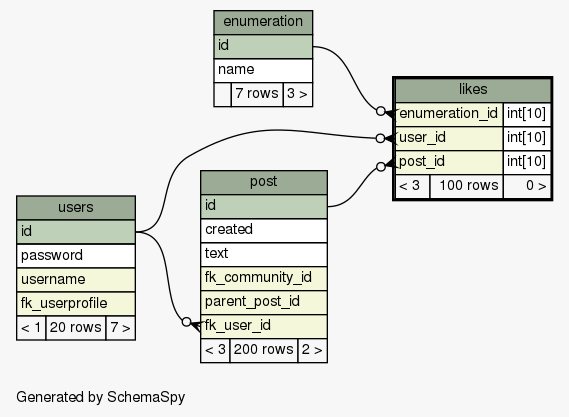 enumeration
id
name
7 rows 3 >
likes
enumeration_id int[10]
user_id int[10]
post_id int[10]
< 3 100 rows 0 >
post
id
created
text
fk_community_id
parent_post_id
fk_user_id
< 3 200 rows 2 >
users
id
password
username
fk_userprofile
< 1 20 rows 7 >
Generated by SchemaSpy